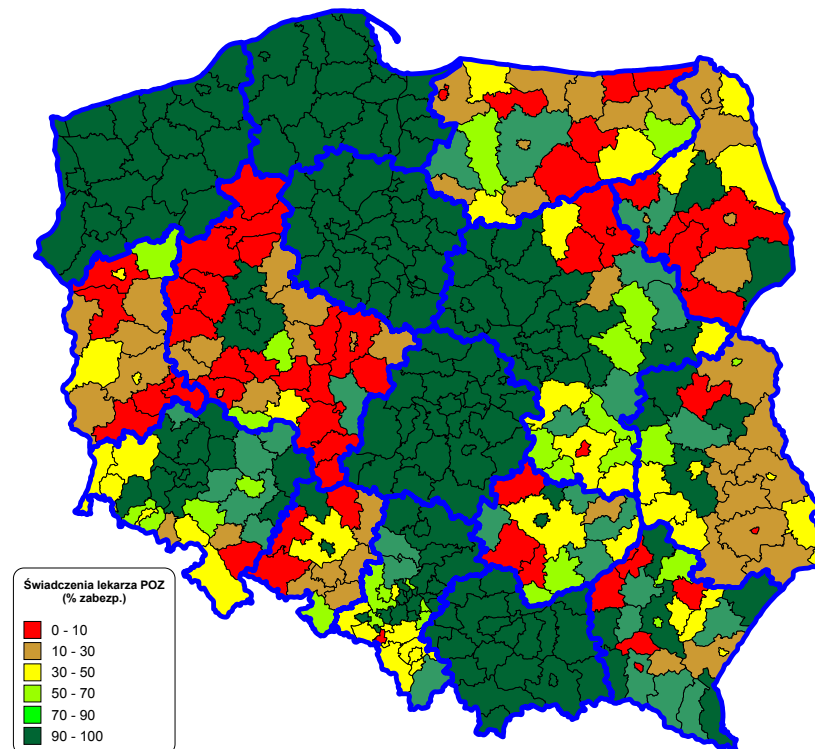 Świadczenia lekarza POZ
(% zabezp.)
0 - 10
10 - 30
30 - 50
50 - 70
70 - 90
90 - 100